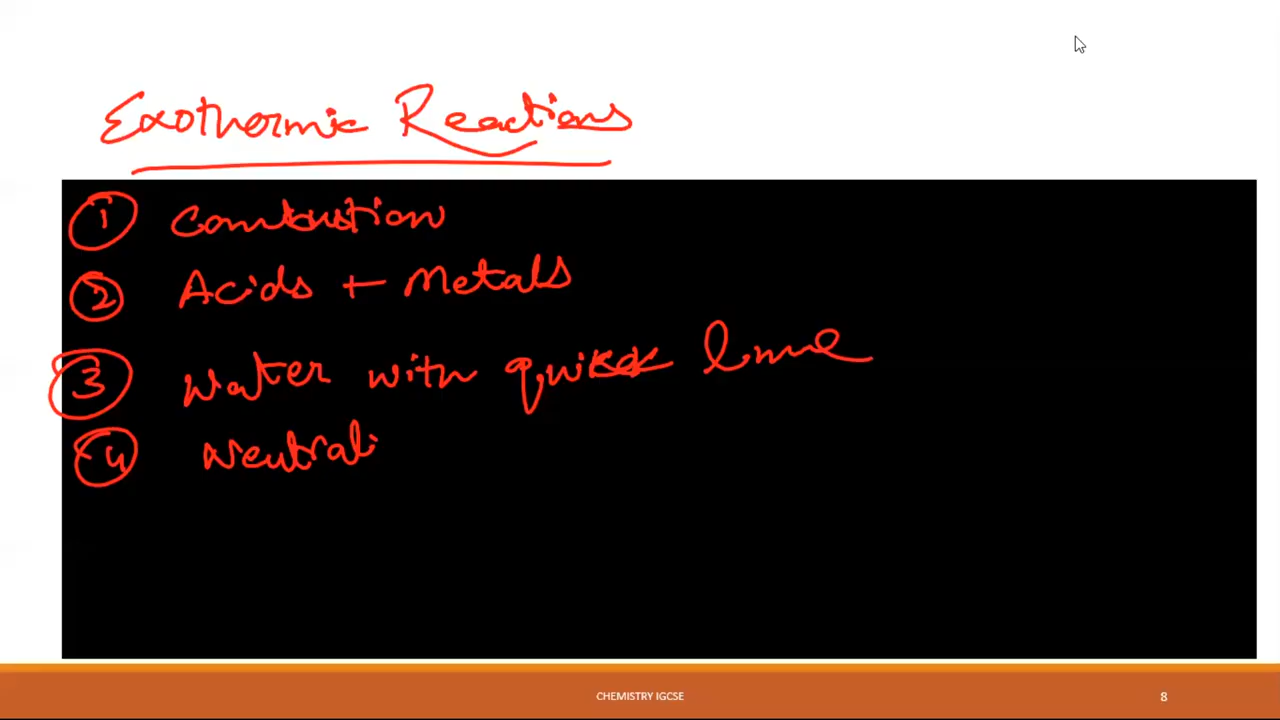 Exothermic Reactions
1 Combustion
2 Acids + Metals
3 Water with quick lime
4 Neutrali
CHEMISTRY IGCSE
8